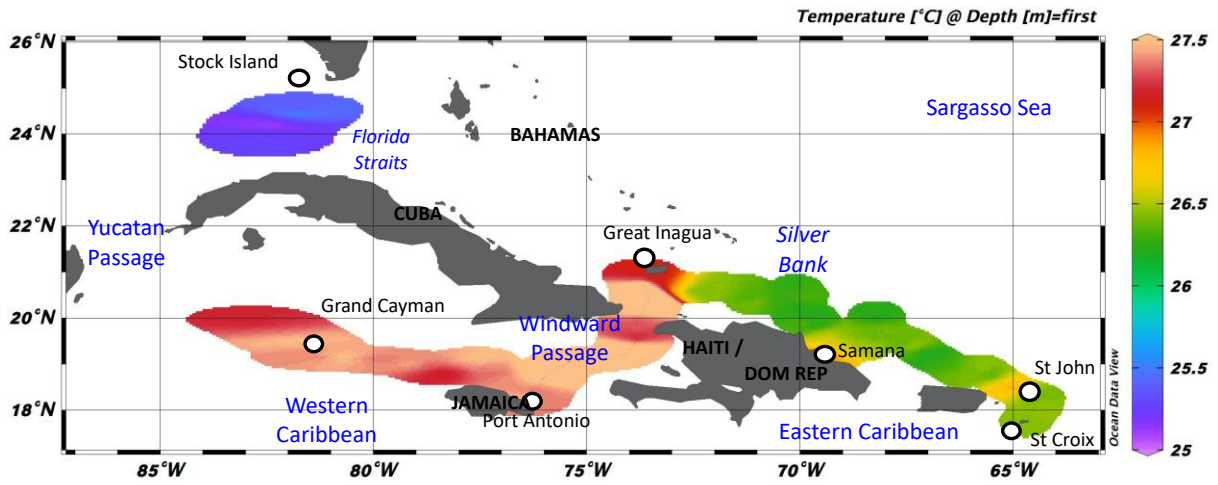 Temperature [°C] @ Depth [m]=first
26°N
24°N
22°N
20°N
18°N
Stock Island
Florida
Straits
BAHAMAS
Sargasso Sea
Yucatan
Passage
CUBA
Great Inagua
Silver
Bank
Grand Cayman
Windward
Passage
HAITI /
DOM REP
Samana
St John
JAMAICA
Port Antonio
Western
Caribbean
Eastern Caribbean
St Croix
Ocean Data View
85°W
80°W
75°W
70°W
65°W
27.5
27
26.5
26
25.5
25